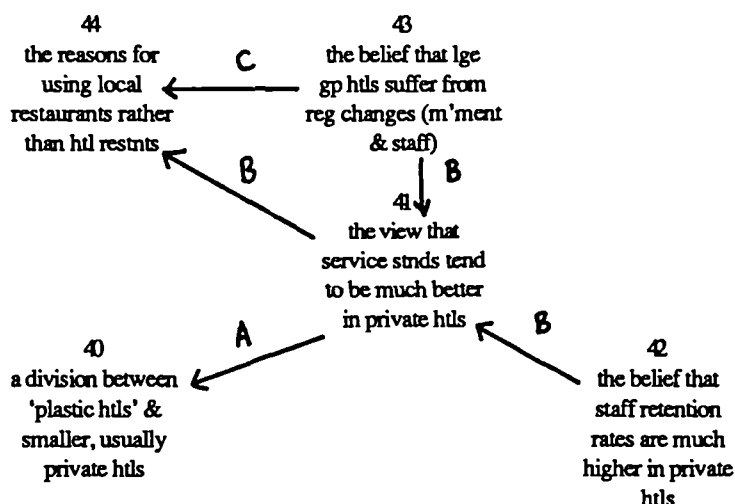 44
the reasons for
using local
restaurants rather
than htl restnts
C
43
the belief that lge
gp htls suffer from
reg changes (m'ment
& staff)
B
B
41
the view that
service stnds tend
to be much better
in private htls
A
40
a division between
'plastic htls' &
smaller, usually
private htls
B
42
the belief that
staff retention
rates are much
higher in private
htls